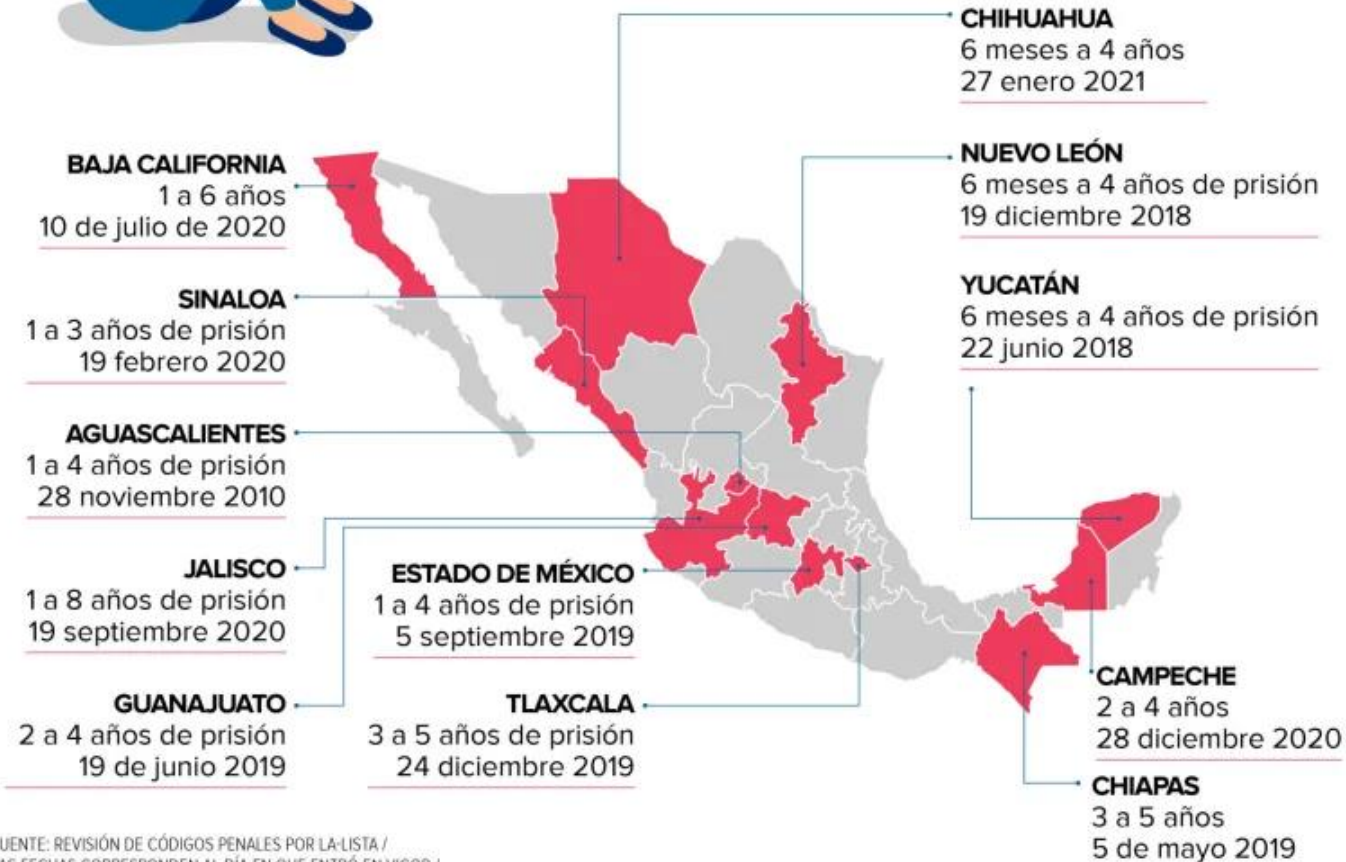 CHIHUAHUA
6 meses a 4 años
27 enero 2021
NUEVO LEÓN
6 meses a 4 años de prisión
19 diciembre 2018
YUCATÁN
6 meses a 4 años de prisión
22 junio 2018
BAJA CALIFORNIA
1 a 6 años
10 de julio de 2020
SINALOA
1 a 3 años de prisión
19 febrero 2020
AGUASCALIENTES
1 a 4 años de prisión
28 noviembre 2010
JALISCO
1 a 8 años de prisión
19 septiembre 2020
GUANAJUATO
2 a 4 años de prisión
19 de junio 2019
ESTADO DE MÉXICO
1 a 4 años de prisión
5 septiembre 2019
TLAXCALA
3 a 5 años de prisión
24 diciembre 2019
CAMPECHE
2 a 4 años
28 diciembre 2020
CHIAPAS
3 a 5 años
5 de mayo 2019
UENTE: REVISIÓN DE CÓDIGOS PENALES POR LA-LISTA /